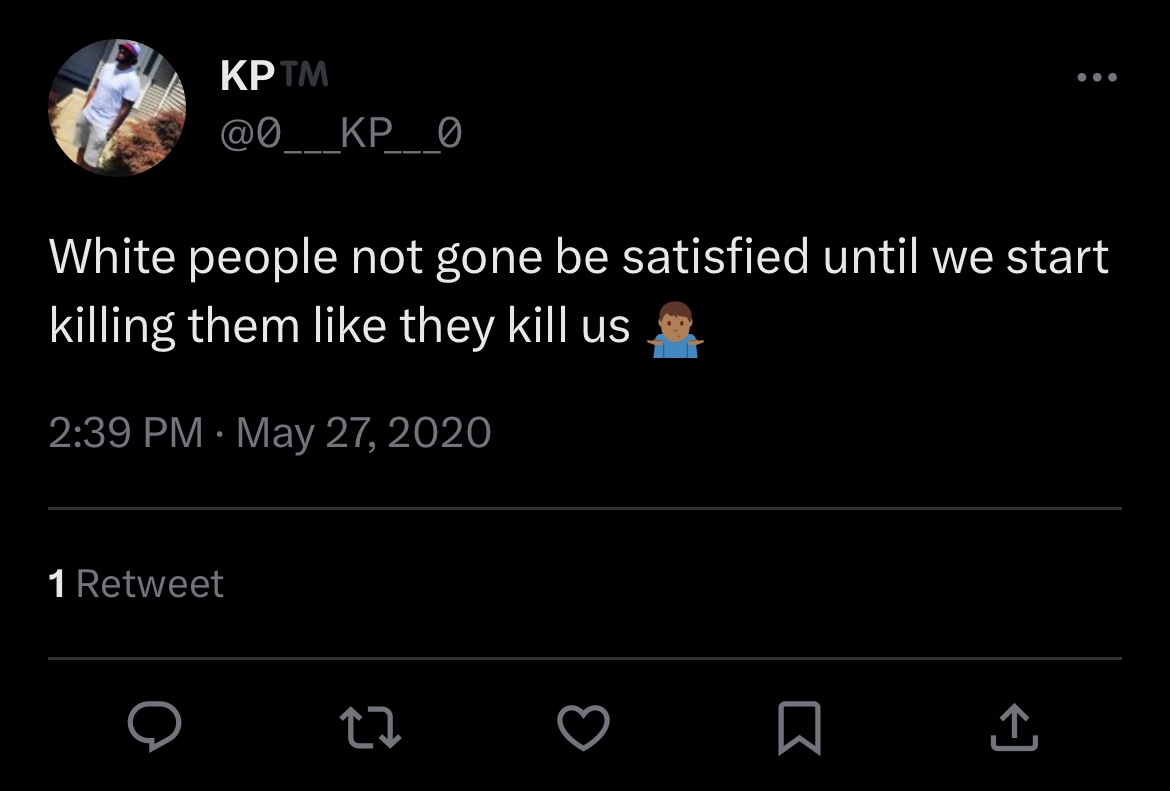 KP™
@0___KP___0
White people not gone be satisfied until we start
killing them like they kill us 🤷🏾‍♂️
2:39 PM · May 27, 2020
1 Retweet